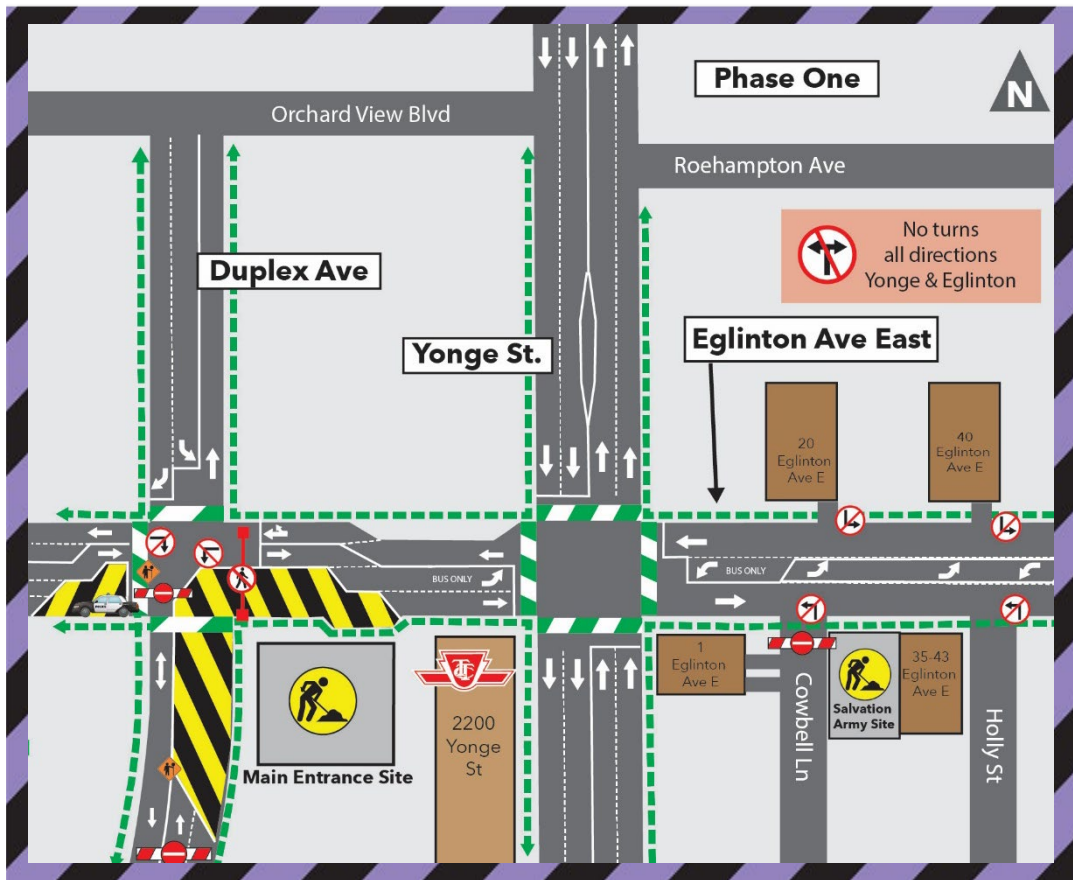 Phase One
N
Orchard View Blvd
Roehampton Ave
No turns
all directions
Yonge & Eglinton
Duplex Ave
Yonge St.
Eglinton Ave East
20
Eglinton
Ave E
40
Eglinton
Ave E
BUS ONLY
BUS ONLY
1
Eglinton
Ave E
35-43
Eglinton
Ave E
Salvation
Army Site
Cowbell Ln
Holly St
TTC
2200
Yonge
St
Main Entrance Site